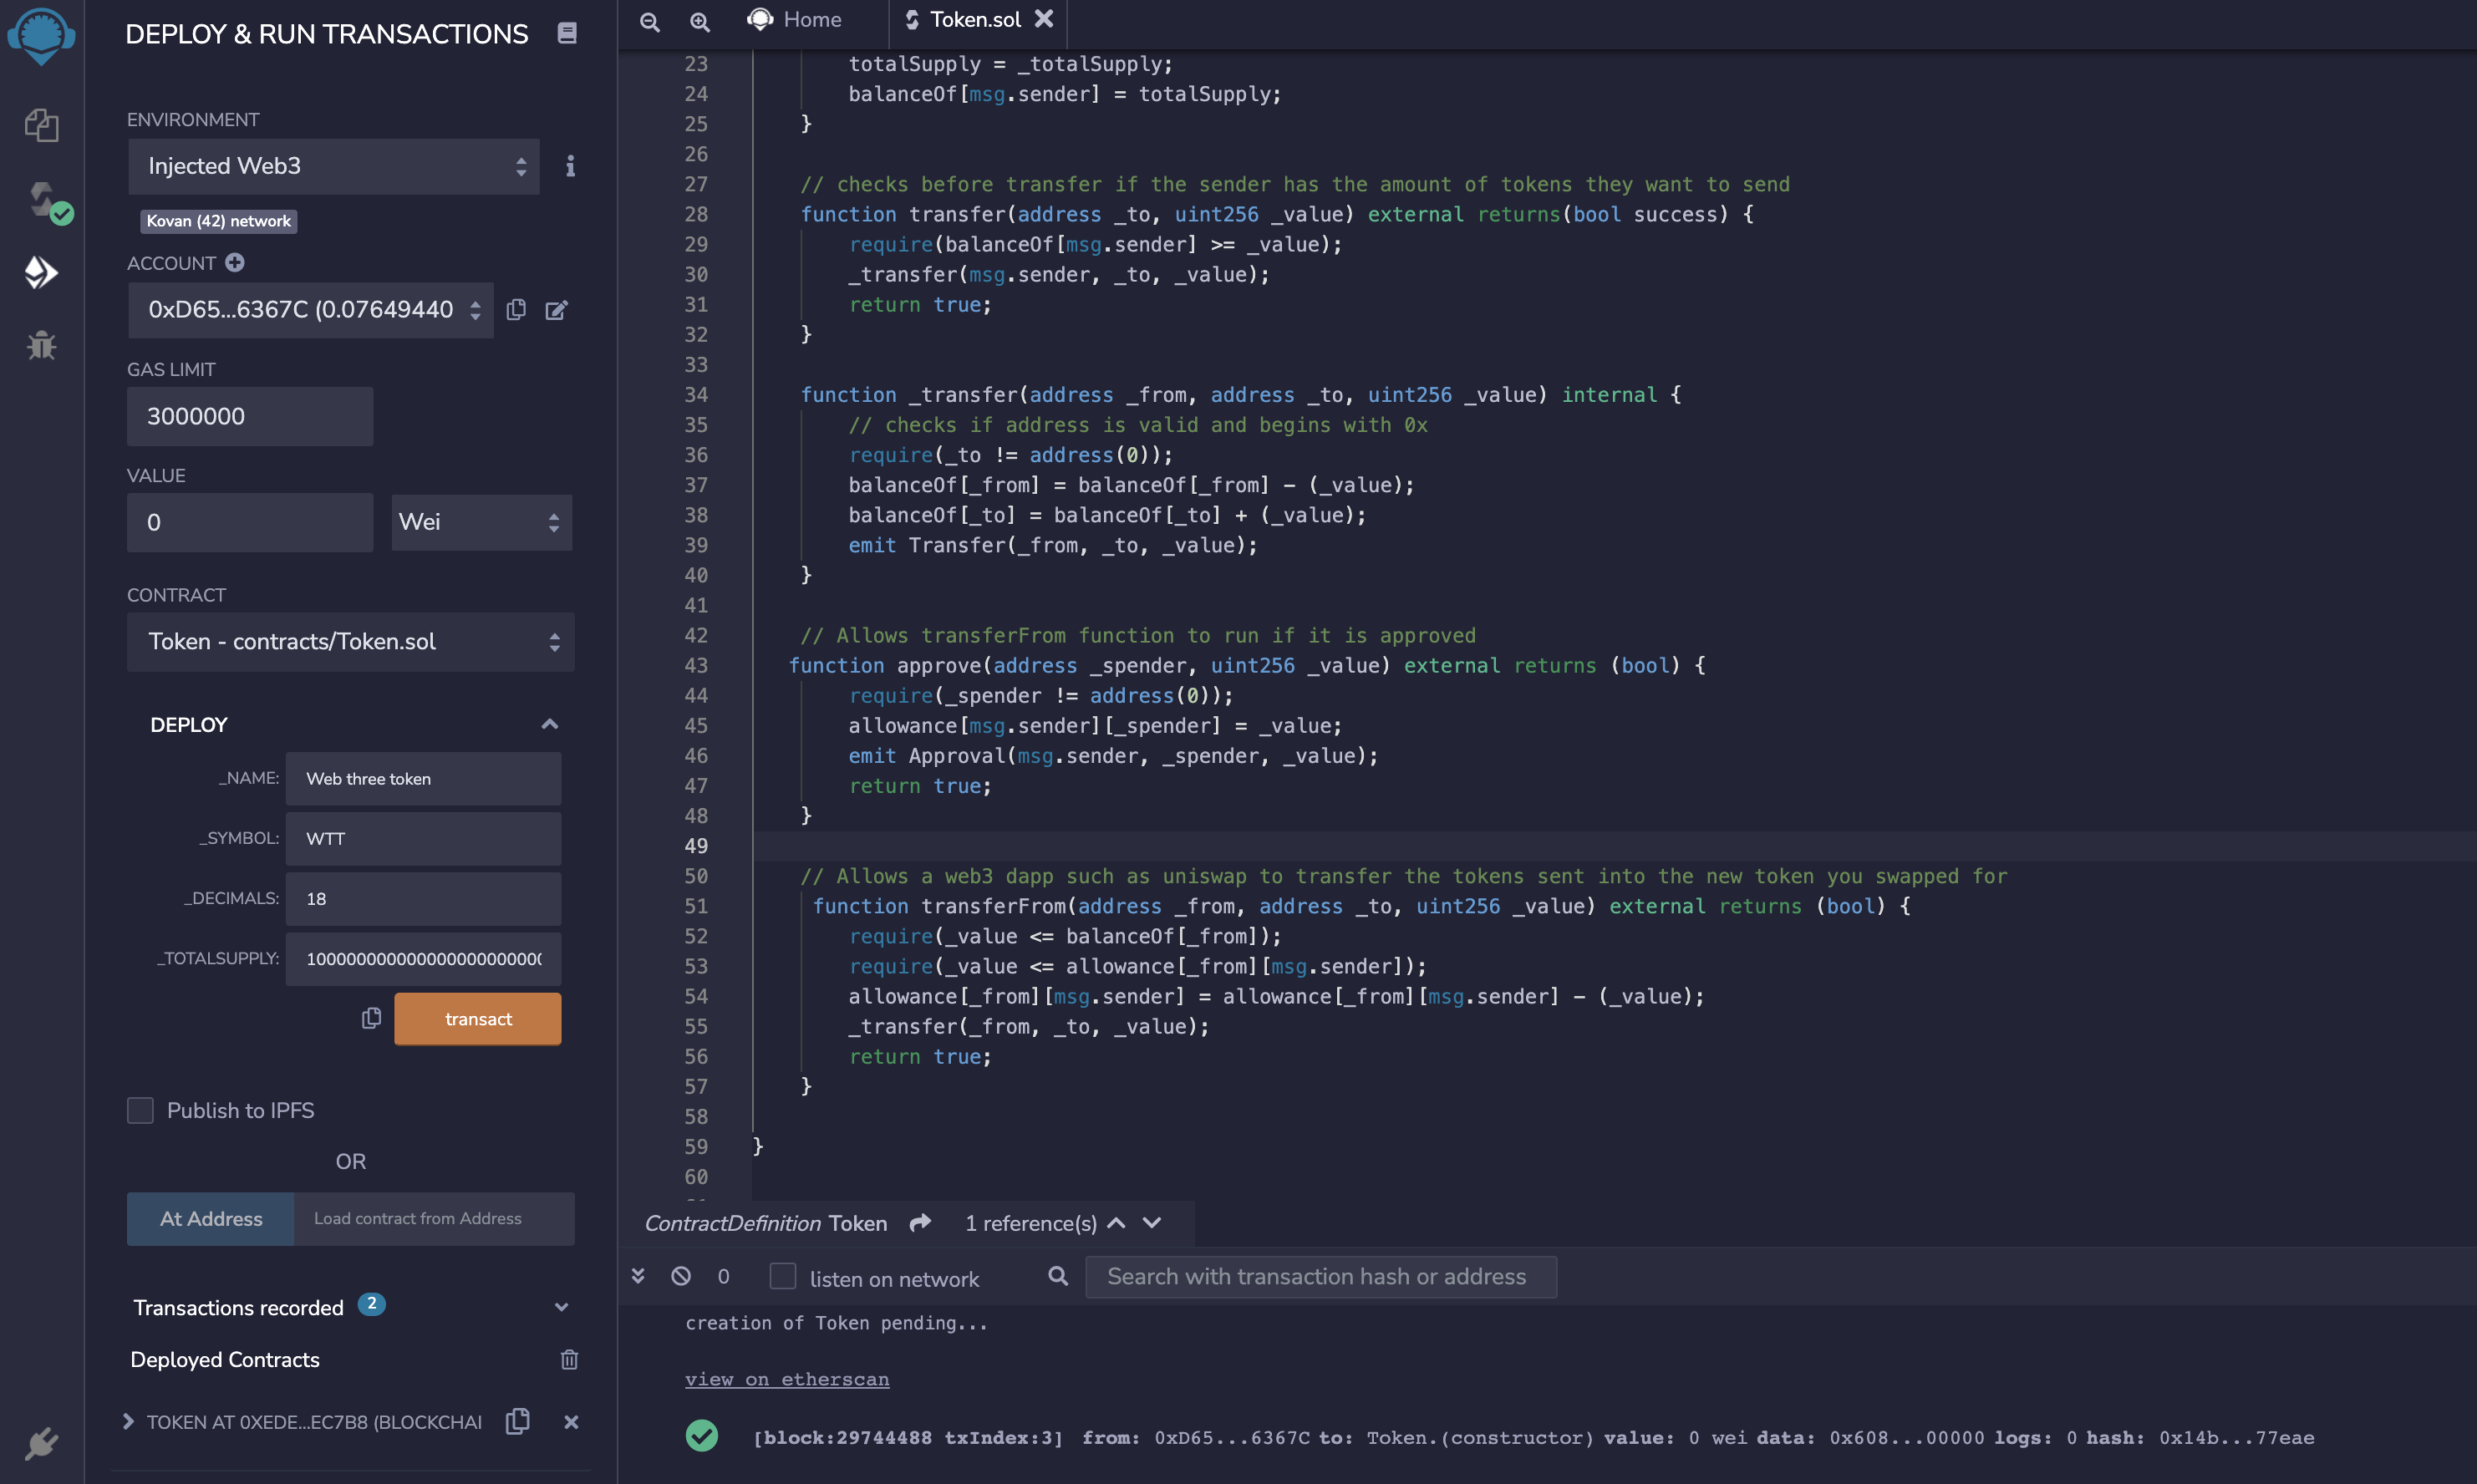 DEPLOY & RUN TRANSACTIONS
ENVIRONMENT
Injected Web3
Kovan (42) network
ACCOUNT
0xD65...6367C (0.07649440
GAS LIMIT
3000000
VALUE
0
Wei
CONTRACT
Token - contracts/Token.sol
DEPLOY
_NAME: Web three token
_SYMBOL: WTT
_DECIMALS: 18
_TOTALSUPPLY:
transact
Publish to IPFS
OR
At Address Load contract from Address
Transactions recorded 2
Deployed Contracts
TOKEN AT 0XEDE...EC7B8 (BLOCKCHAI
Home Token.sol
23 totalSupply = _totalSupply;
24 balanceOf[msg.sender] = totalSupply;
25 }
26
27 // checks before transfer if the sender has the amount of tokens they want to send
28 function transfer(address _to, uint256 _value) external returns(bool success) {
29 require(balanceOf[msg.sender] >= _value);
30 _transfer(msg.sender, _to, _value);
31 return true;
32 }
33
34 function _transfer(address _from, address _to, uint256 _value) internal {
35 // checks if address is valid and begins with 0x
36 require(_to != address(0));
37 balanceOf[_from] = balanceOf[_from] - (_value);
38 balanceOf[_to] = balanceOf[_to] + (_value);
39 emit Transfer(_from, _to, _value);
40 }
41
42 // Allows transferFrom function to run if it is approved
43 function approve(address _spender, uint256 _value) external returns (bool) {
44 require(_spender != address(0));
45 allowance[msg.sender][_spender] = _value;
46 emit Approval(msg.sender, _spender, _value);
47 return true;
48 }
49
50 // Allows a web3 dapp such as uniswap to transfer the tokens sent into the new token you swapped for
51 function transferFrom(address _from, address _to, uint256 _value) external returns (bool) {
52 require(_value <= balanceOf[_from]);
53 require(_value <= allowance[_from][msg.sender]);
54 allowance[_from][msg.sender] = allowance[_from][msg.sender] - (_value);
55 _transfer(_from, _to, _value);
56 return true;
57 }
58
59 }
60
ContractDefinition Token 1 reference(s)
0 listen on network Search with transaction hash or address
creation of Token pending...
view on etherscan
[block:29744488 txIndex:3] from: 0xD65...6367C to: Token.(constructor) value: 0 wei data: 0x608...00000 logs: 0 hash: 0x14b...77eae